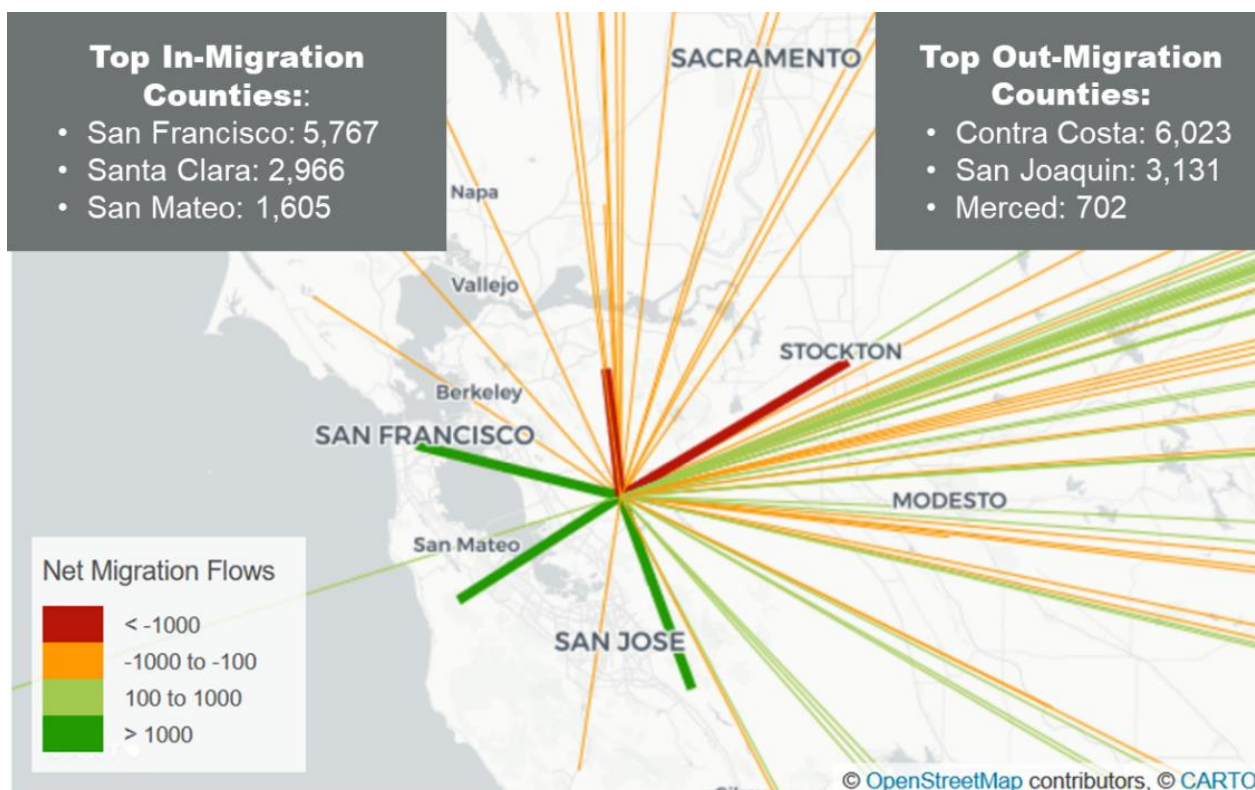 Top In-Migration
Counties::
• San Francisco: 5,767
• Santa Clara: 2,966
• San Mateo: 1,605
Top Out-Migration
Counties:
• Contra Costa: 6,023
• San Joaquin: 3,131
• Merced: 702
SACRAMENTO
Napa
Vallejo
STOCKTON
Berkeley
SAN FRANCISCO
MODESTO
San Mateo
SAN JOSE
Net Migration Flows
< -1000
-1000 to -100
100 to 1000
> 1000
© OpenStreetMap contributors, © CARTO